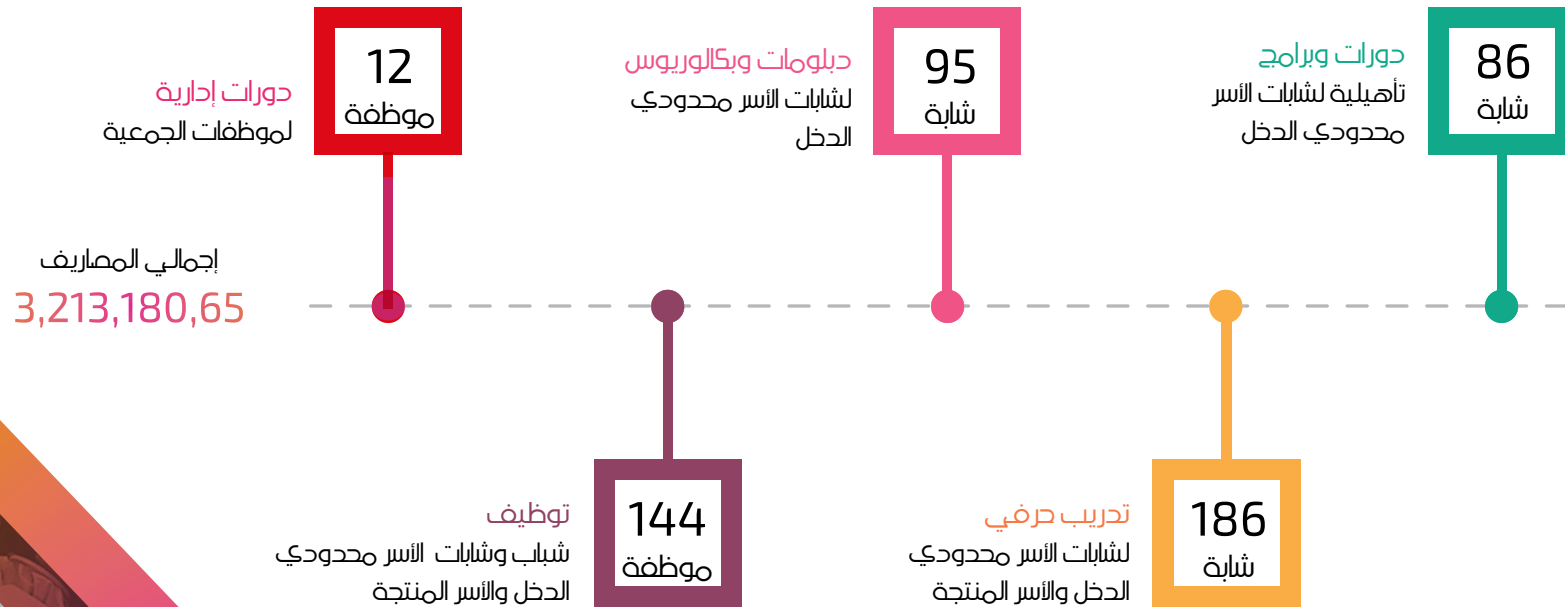 86
شابة
دورات وبرامج
تأهيلية لشابات الأسر
محدودي الدخل
186
شابة
تدريب حرفي
لشابات الأسر محدودي
الدخل والأسر المنتجة
95
شابة
دبلومات وبكالوريوس
لشابات الأسر محدودي
الدخل
144
موظفة
توظيف
شباب وشابات الأسر محدودي
الدخل والأسر المنتجة
12
موظفة
دورات إدارية
لموظفات الجمعية
إجمالي المصاريف
3,213,180,65